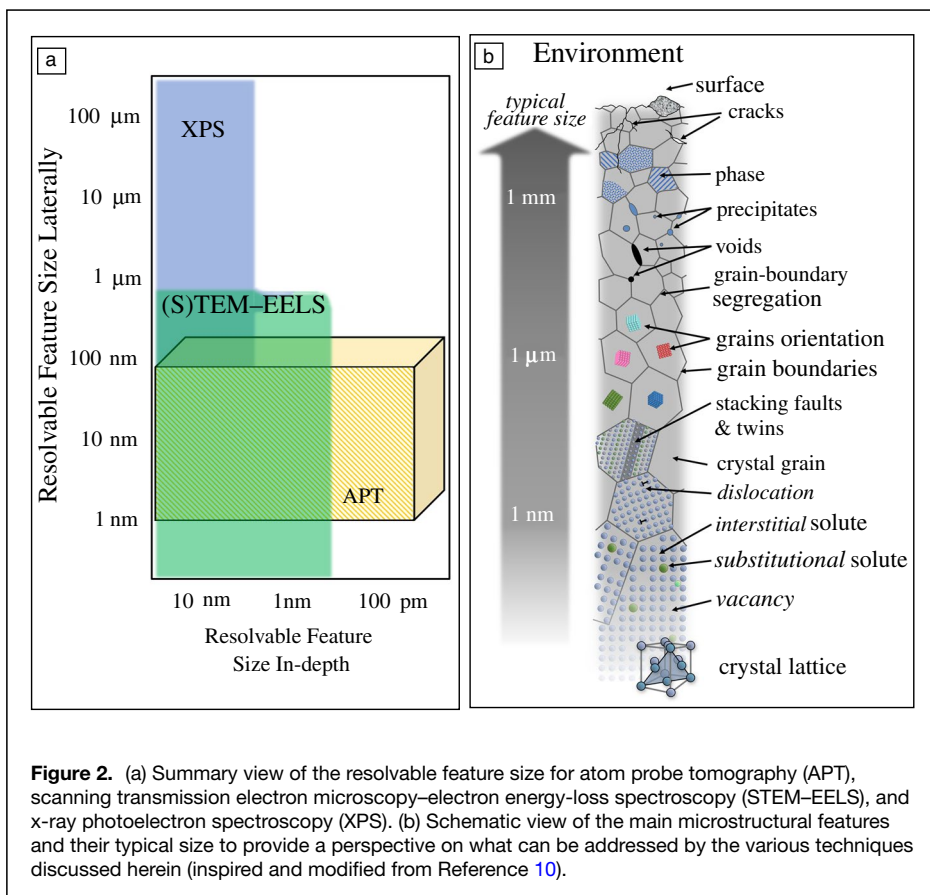 a
Resolvable Feature Size Laterally
100 μm
10 μm
1 μm
100 nm
10 nm
1 nm
XPS
(S)TEM–EELS
APT
10 nm
1nm
100 pm
Resolvable Feature
Size In-depth
b
Environment
typical
feature size
1 mm
1 μm
1 nm
surface
cracks
phase
precipitates
voids
grain-boundary
segregation
grains orientation
grain boundaries
stacking faults
& twins
crystal grain
dislocation
interstitial solute
substitutional solute
vacancy
crystal lattice
Figure 2. (a) Summary view of the resolvable feature size for atom probe tomography (APT),
scanning transmission electron microscopy–electron energy-loss spectroscopy (STEM–EELS), and
x-ray photoelectron spectroscopy (XPS). (b) Schematic view of the main microstructural features
and their typical size to provide a perspective on what can be addressed by the various techniques
discussed herein (inspired and modified from Reference 10).